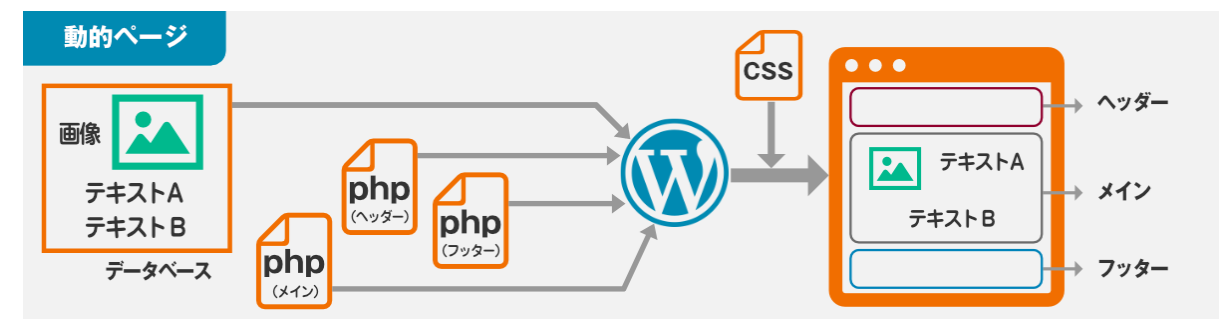 動的ページ
画像
テキストA
テキストB
データベース
php
(ヘッダー)
php
(フッター)
php
(メイン)
W
CSS
テキストA
テキストB
ヘッダー
メイン
フッター